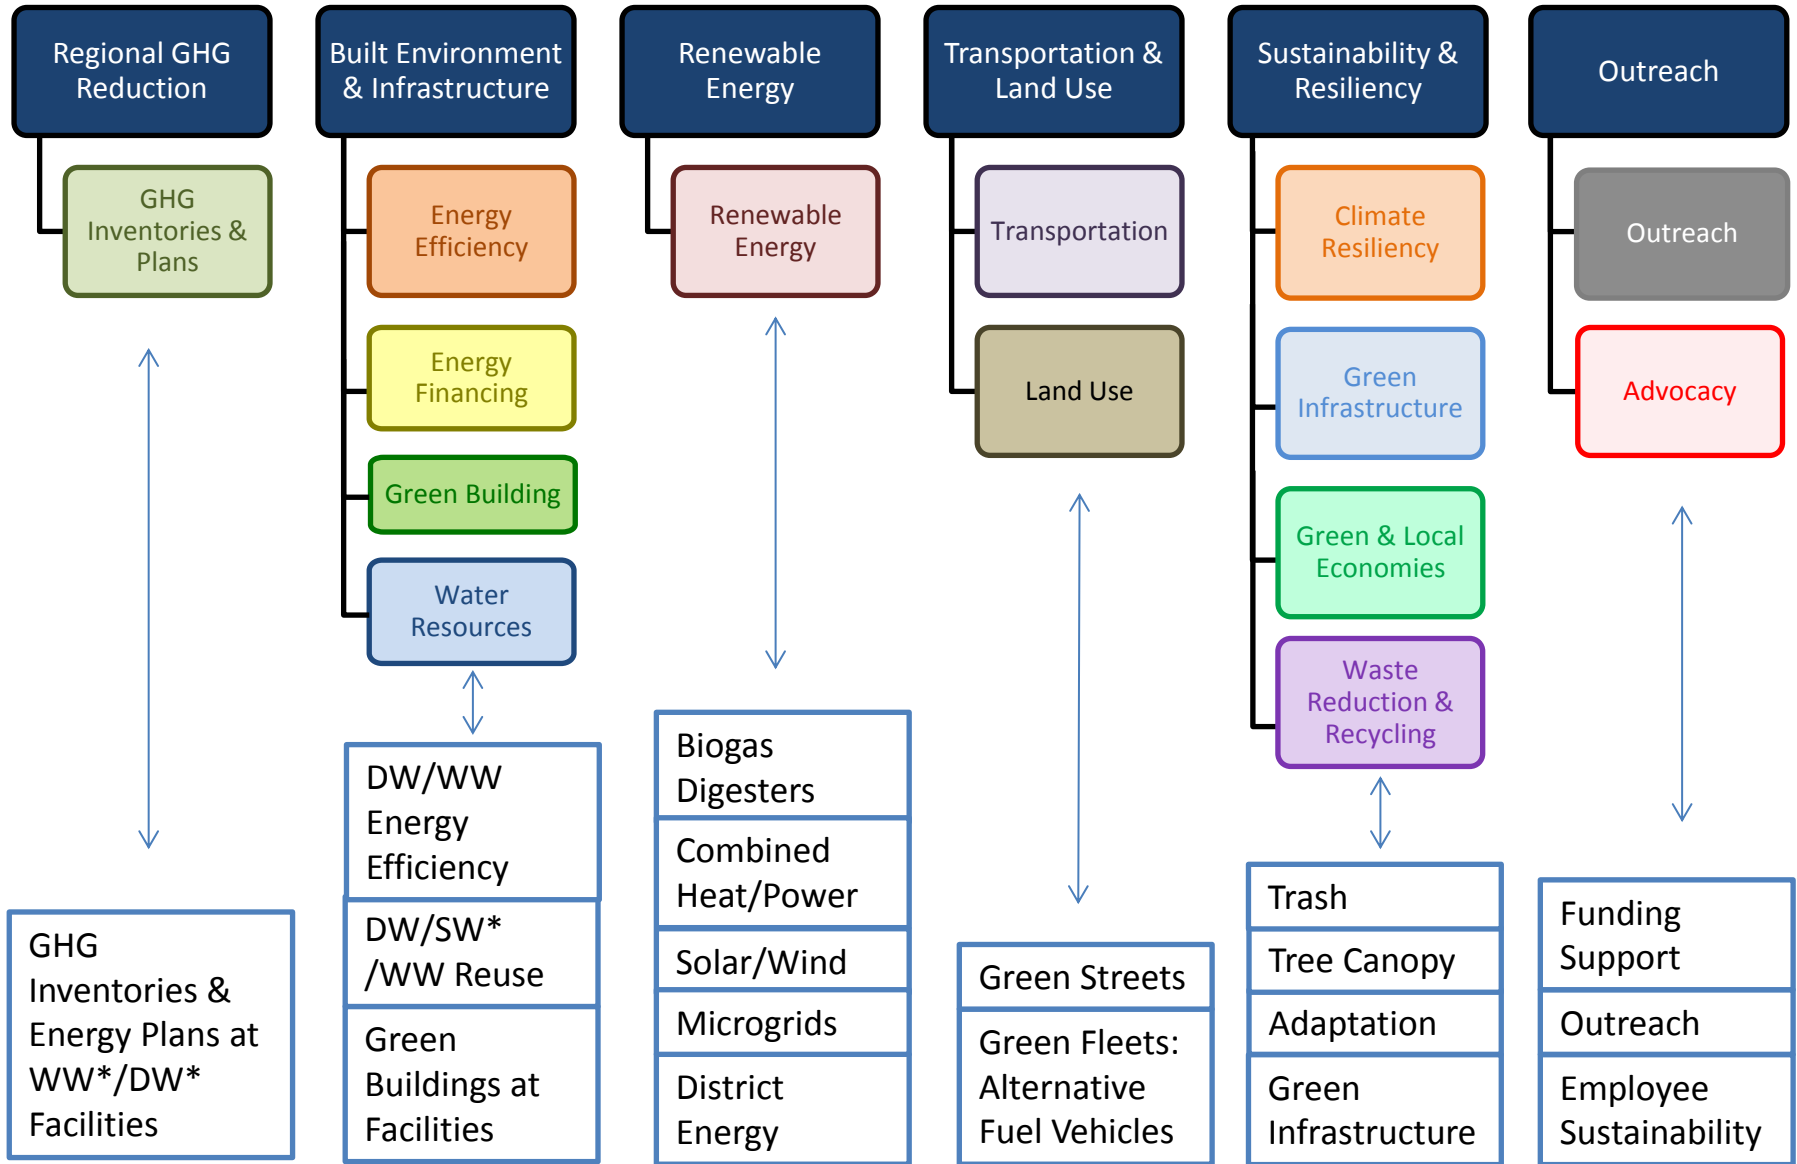 Regional GHG
Reduction
GHG
Inventories &
Plans
GHG
Inventories &
Energy Plans at
WW*/DW*
Facilities
Built Environment
& Infrastructure
Energy
Efficiency
Energy
Financing
Green Building
Water
Resources
DW/WW
Energy
Efficiency
DW/SW*
/WW Reuse
Green
Buildings at
Facilities
Renewable
Energy
Renewable
Energy
Biogas
Digesters
Combined
Heat/Power
Solar/Wind
Microgrids
District
Energy
Transportation &
Land Use
Transportation
Land Use
Green Streets
Green Fleets:
Alternative
Fuel Vehicles
Sustainability &
Resiliency
Climate
Resiliency
Green
Infrastructure
Green & Local
Economies
Waste
Reduction &
Recycling
Trash
Tree Canopy
Adaptation
Green
Infrastructure
Outreach
Outreach
Advocacy
Funding
Support
Outreach
Employee
Sustainability